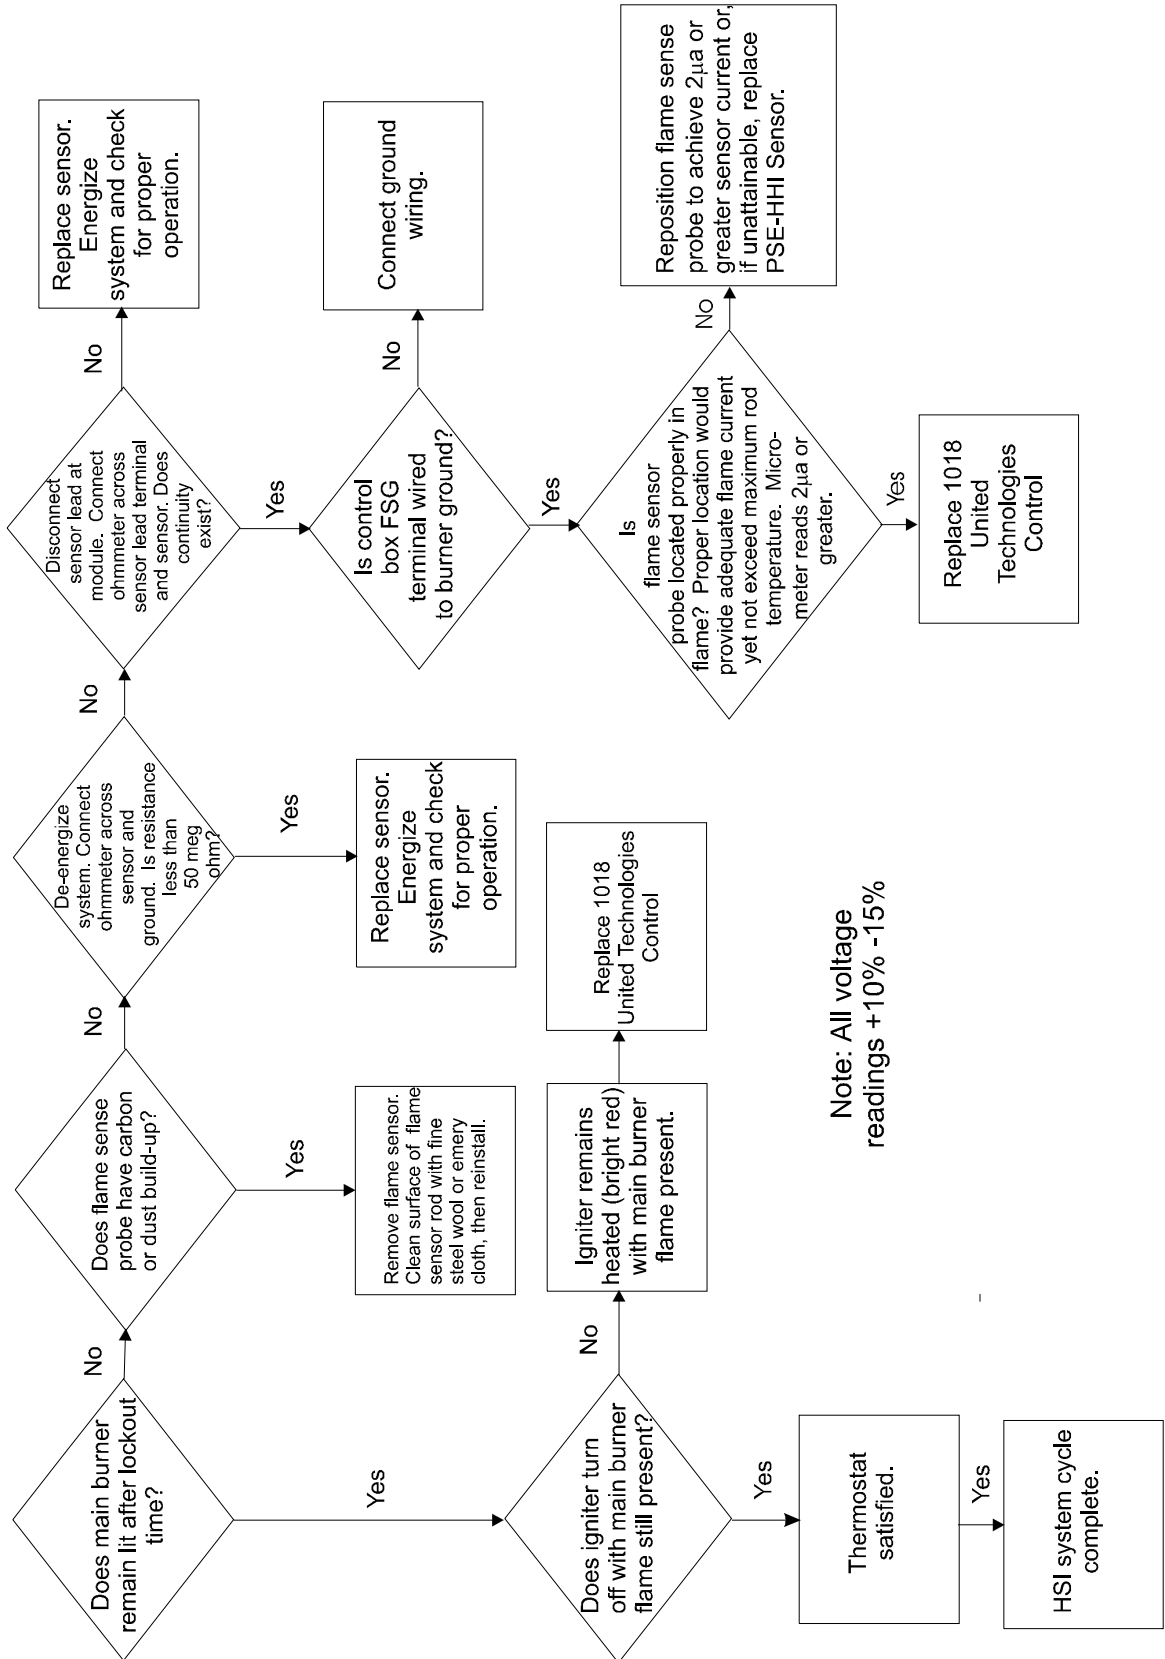 Does main burner
remain lit after lockout
time?
No
Yes
Does flame sense
probe have carbon
or dust build-up?
No
Yes
Remove flame sensor.
Clean surface of flame
sensor rod with fine
steel wool or emery
cloth, then reinstall.
De-energize
system. Connect
ohmmeter across
sensor and
ground. Is resistance
less than
50 meg
ohm?
No
Yes
Replace sensor.
Energize
system and check
for proper
operation.
Disconnect
sensor lead at
module. Connect
ohmmeter across
sensor lead terminal
and sensor. Does
continuity
exist?
No
Replace sensor.
Energize
system and check
for proper
operation.
Yes
Is control
box FSG
terminal wired
to burner ground?
No
Connect ground
wiring.
Yes
Is
flame sensor
probe located properly in
flame? Proper location would
provide adequate flame current
yet not exceed maximum rod
temperature. Micro-
meter reads 2µa or
greater.
No
Reposition flame sense
probe to achieve 2µa or
greater sensor current or,
if unattainable, replace
PSE-HHI Sensor.
Yes
Replace 1018
United
Technologies
Control
Does igniter turn
off with main burner
flame still present?
No
Igniter remains
heated (bright red)
with main burner
flame present.
Replace 1018
United Technologies
Control
Yes
Thermostat
satisfied.
Yes
HSI system cycle
complete.
Note: All voltage
readings +10% -15%